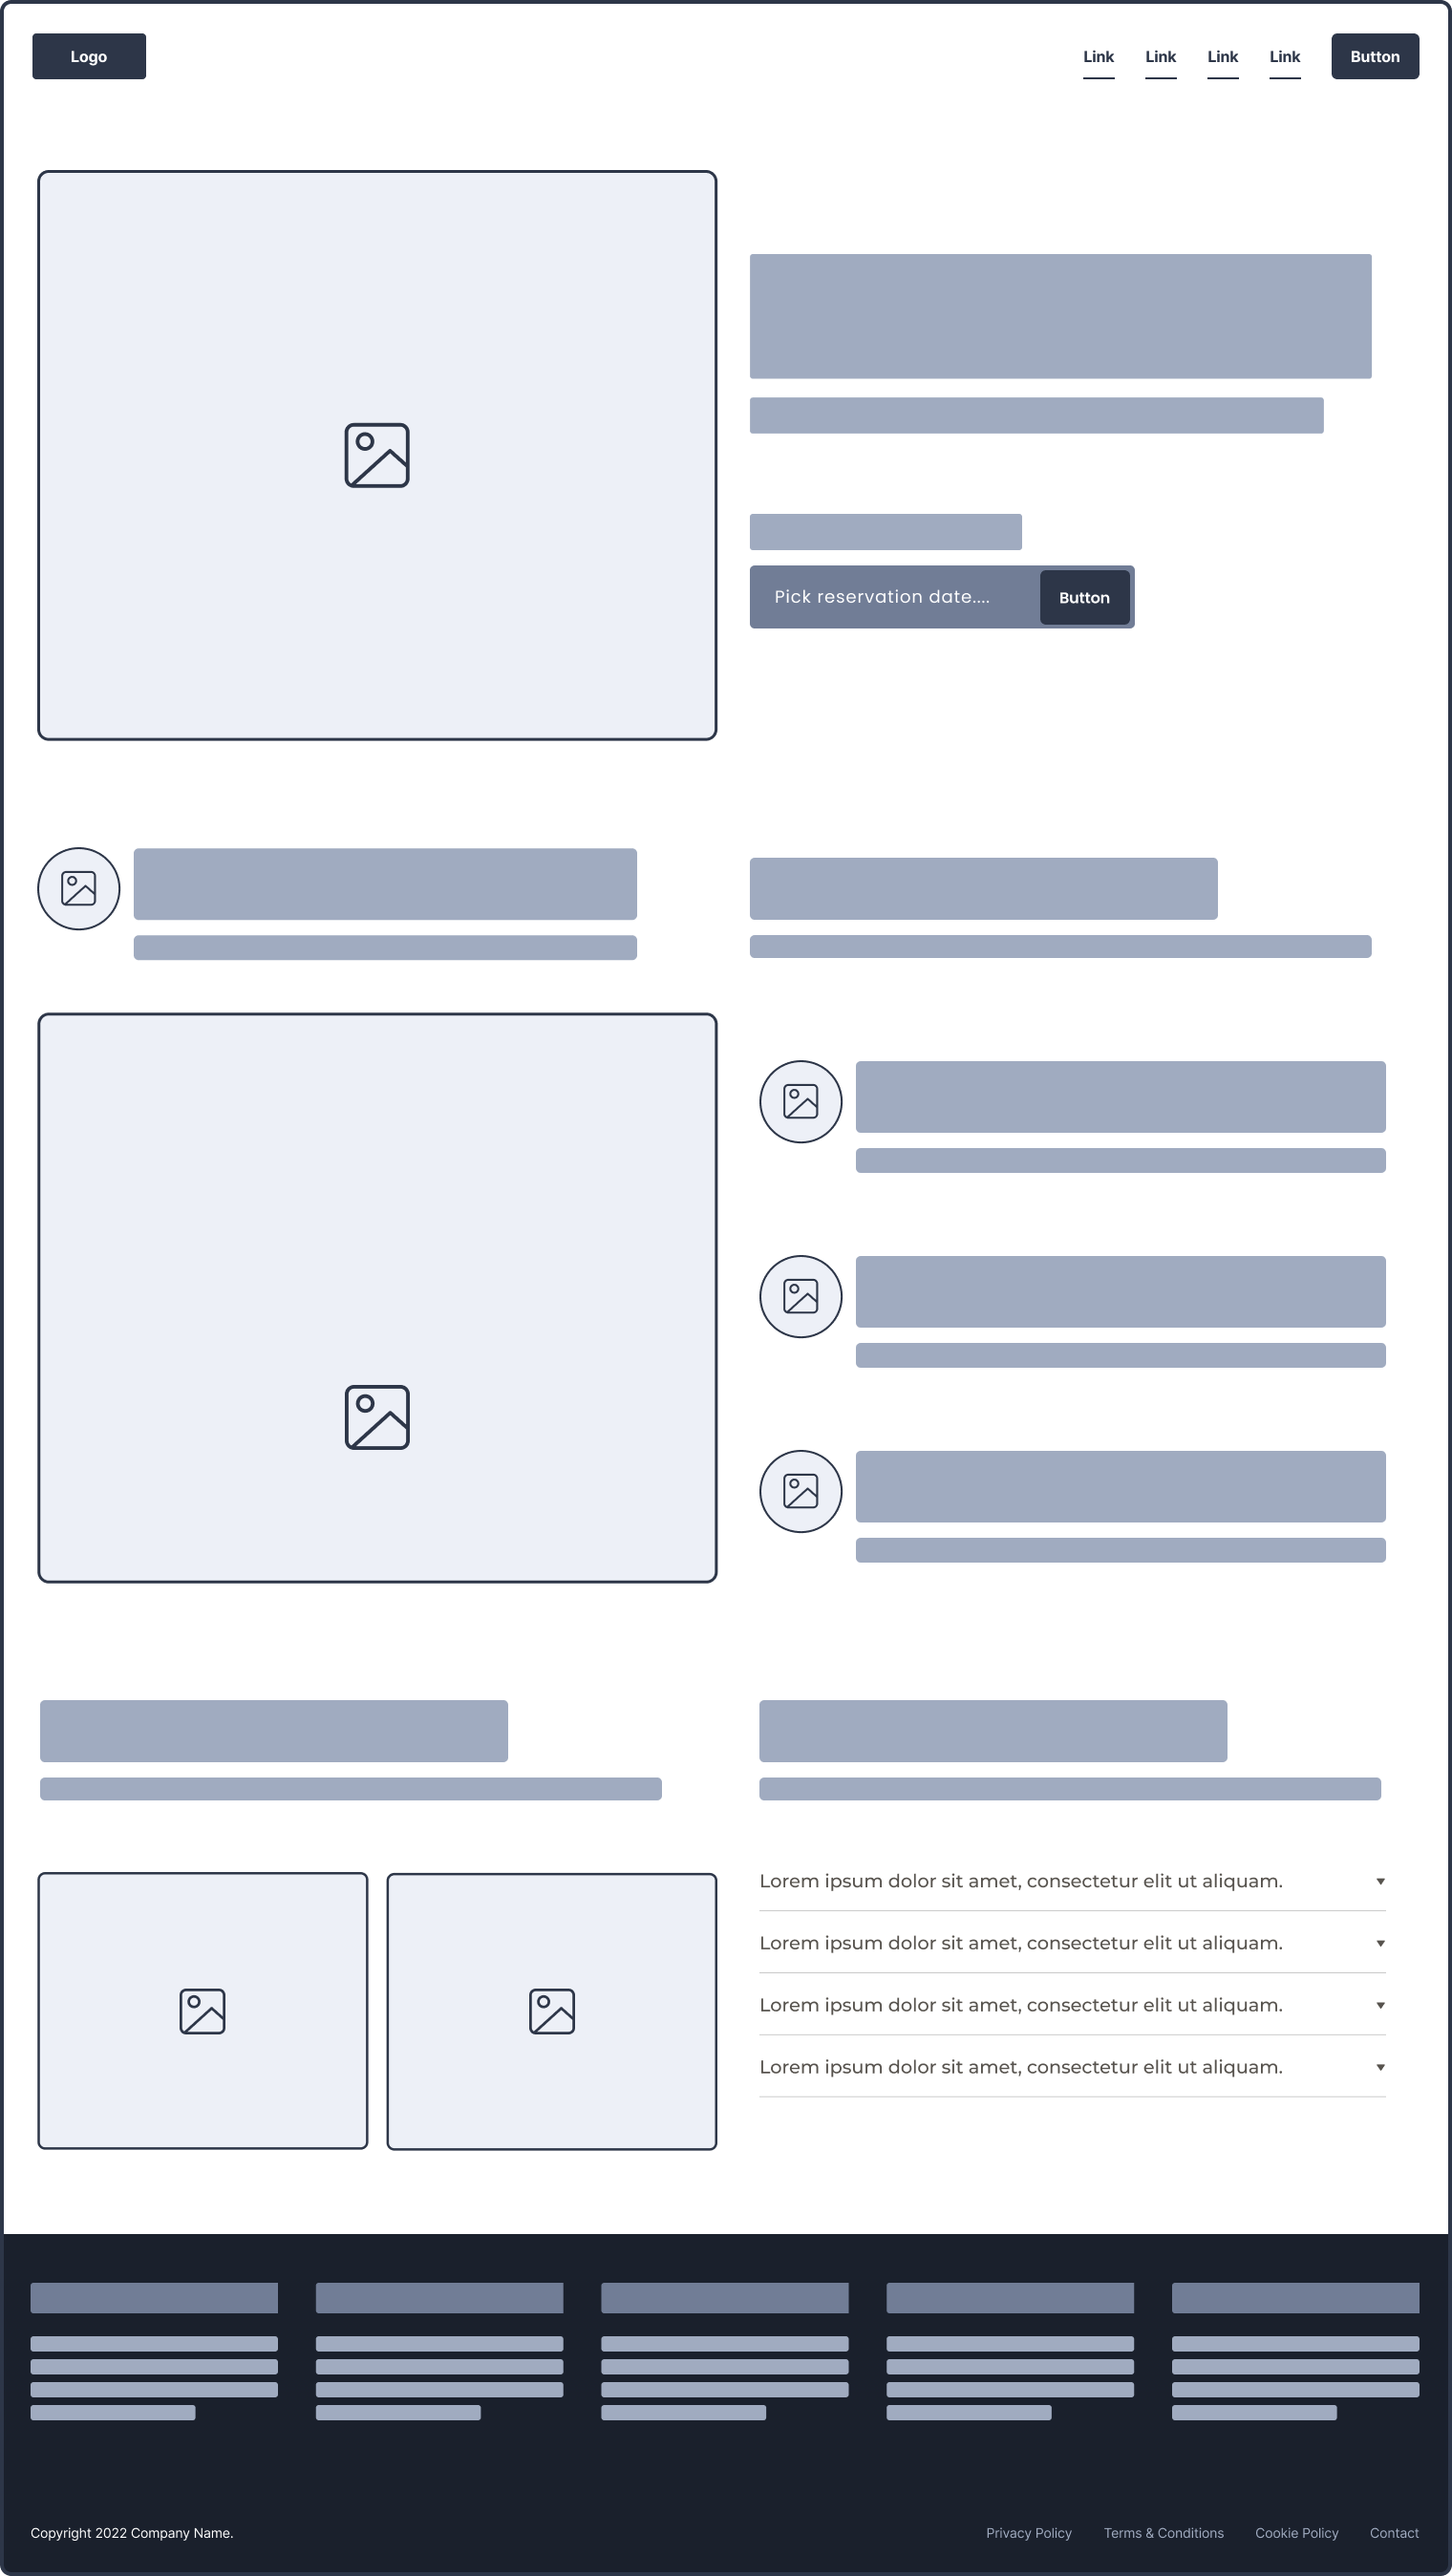 Logo
Link Link Link Link Button
Pick reservation date.... Button
Lorem ipsum dolor sit amet, consectetur elit ut aliquam.
Lorem ipsum dolor sit amet, consectetur elit ut aliquam.
Lorem ipsum dolor sit amet, consectetur elit ut aliquam.
Lorem ipsum dolor sit amet, consectetur elit ut aliquam.
Copyright 2022 Company Name.
Privacy Policy Terms & Conditions Cookie Policy Contact